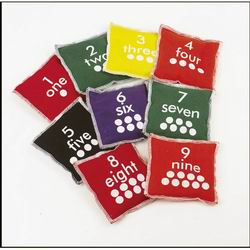 1
one
2
two
3
three
4
four
5
five
6
six
7
seven
8
eight
9
nine